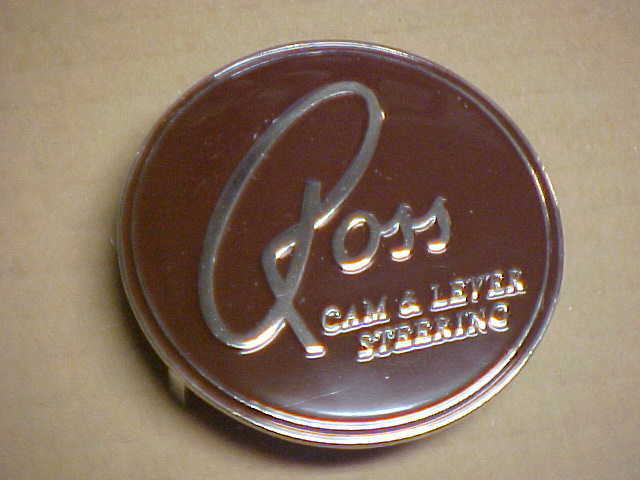 Ross
CAM & LEVER
STEERING